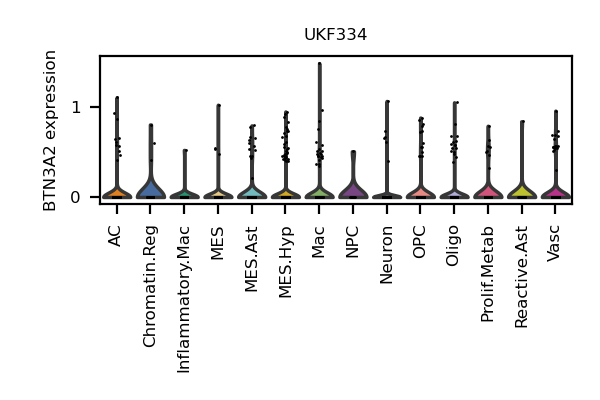 UKF334
BTN3A2 expression
1
0
AC
Chromatin.Reg
Inflammatory.Mac
MES
MES.Ast
MES.Hyp
Mac
NPC
Neuron
OPC
Oligo
Prolif.Metab
Reactive.Ast
Vasc